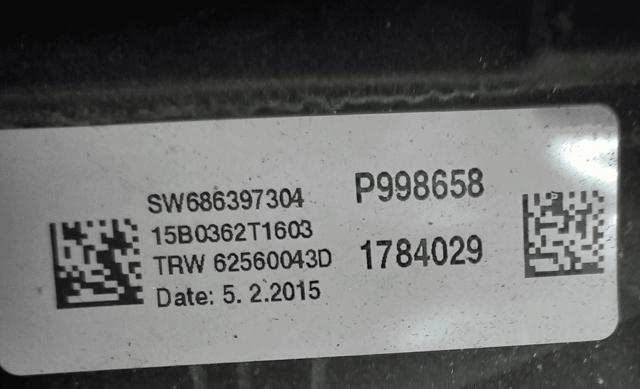 SW686397304
15B0362T1603
TRW 62560043D
Date: 5. 2.2015
P998658
1784029